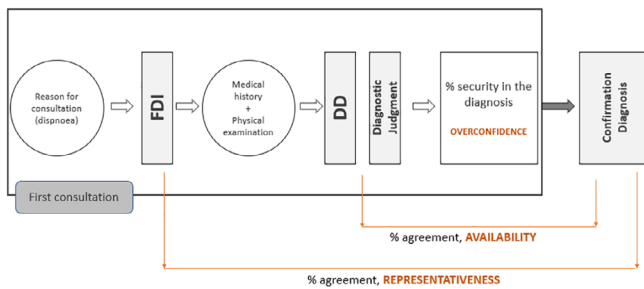 Reason for
consultation
(dispnoea)
FDI
Medical
history
+
Physical
examination
DD
Diagnostic
Judgment
% security in the
diagnosis
OVERCONFIDENCE
Confirmation
Diagnosis
First consultation
% agreement, AVAILABILITY
% agreement, REPRESENTATIVENESS